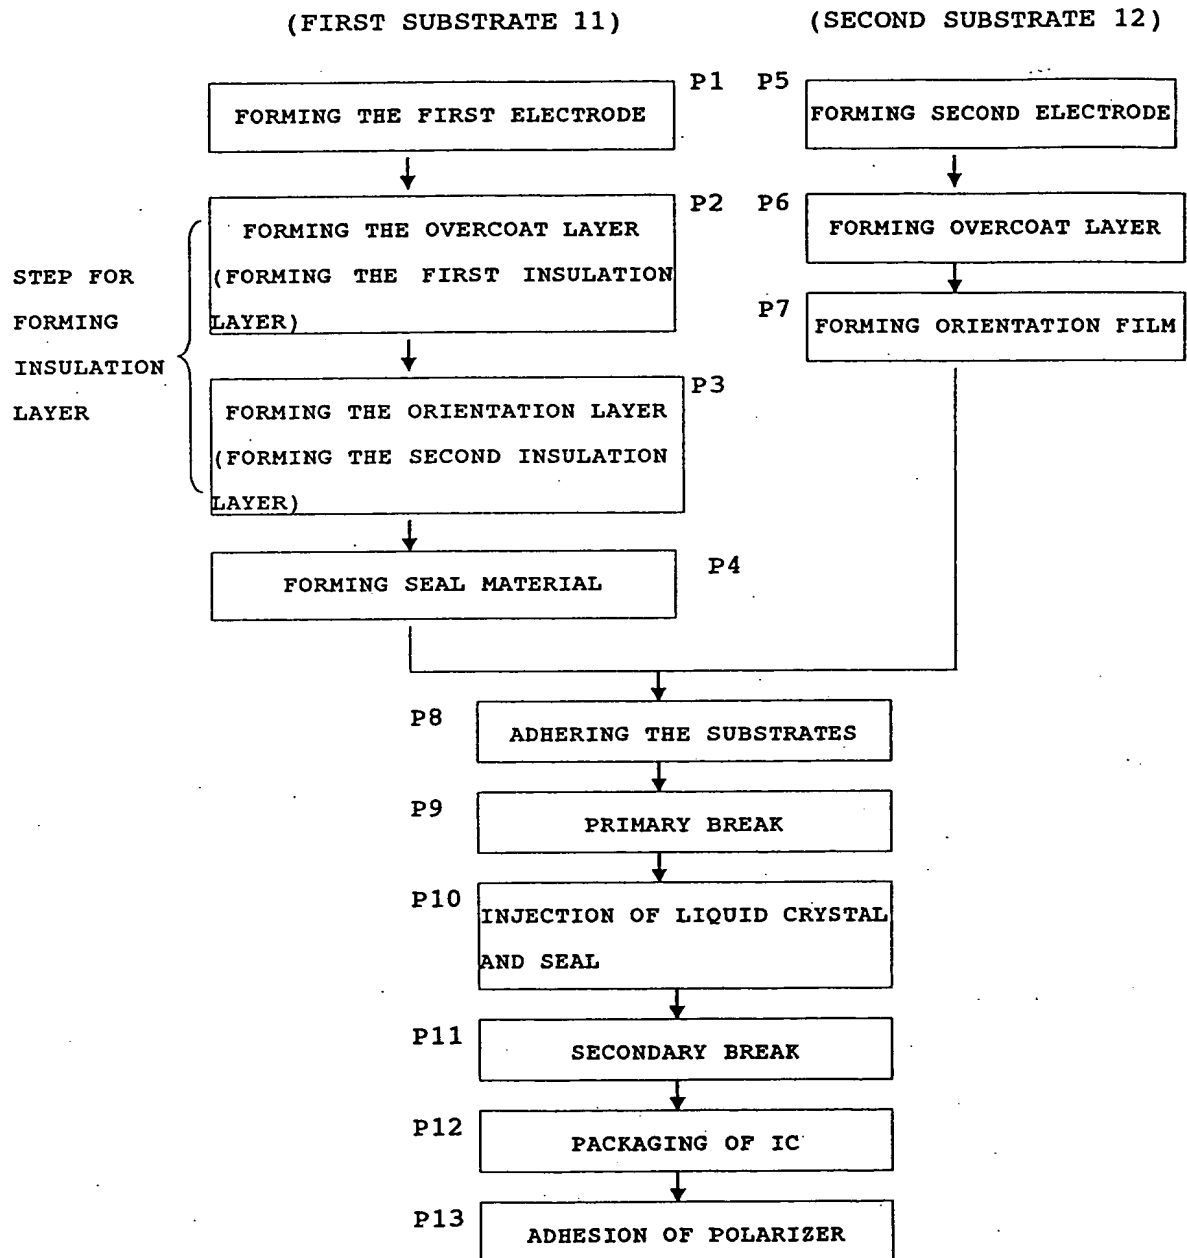 (FIRST SUBSTRATE 11)
(SECOND SUBSTRATE 12)
P1
FORMING THE FIRST ELECTRODE
P2
FORMING THE OVERCOAT LAYER
(FORMING THE FIRST INSULATION
LAYER)
STEP FOR
FORMING
INSULATION
LAYER
P3
FORMING THE ORIENTATION LAYER
(FORMING THE SECOND INSULATION
LAYER)
P4
FORMING SEAL MATERIAL
P5
FORMING SECOND ELECTRODE
P6
FORMING OVERCOAT LAYER
P7
FORMING ORIENTATION FILM
P8
ADHERING THE SUBSTRATES
P9
PRIMARY BREAK
P10
INJECTION OF LIQUID CRYSTAL
AND SEAL
P11
SECONDARY BREAK
P12
PACKAGING OF IC
P13
ADHESION OF POLARIZER